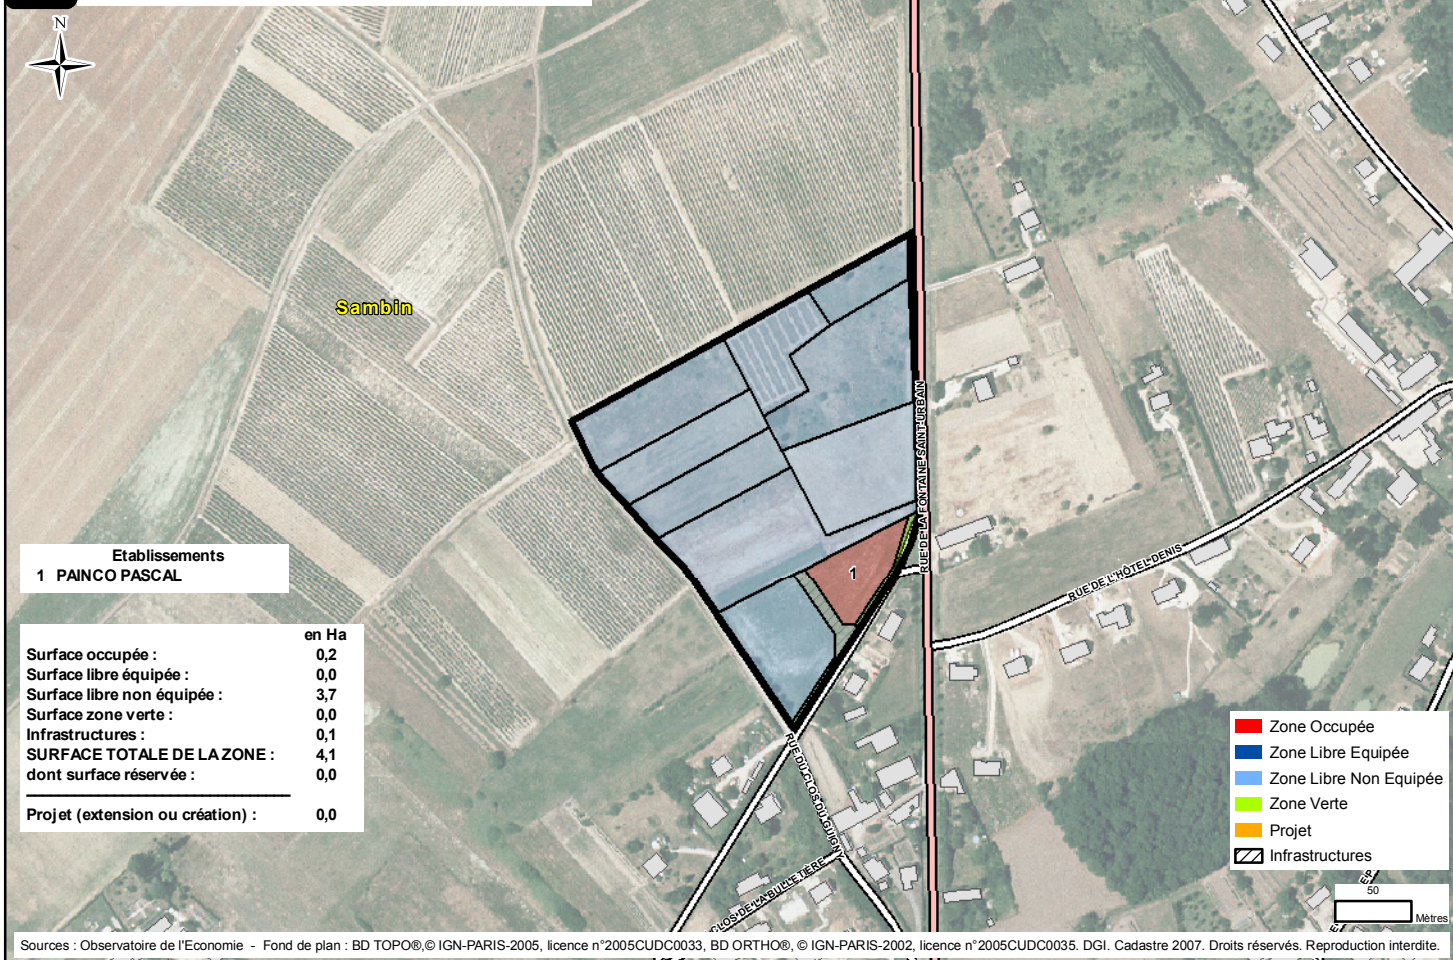 N
Sambin
RUE DE LA FONTAINE SAINT-URBAIN
1
RUE DE L'HÔTEL-DENIS
Etablissements
1 PAINCO PASCAL
en Ha
Surface occupée : 0,2
Surface libre équipée : 0,0
Surface libre non équipée : 3,7
Surface zone verte : 0,0
Infrastructures : 0,1
SURFACE TOTALE DE LA ZONE : 4,1
dont surface réservée : 0,0
Projet (extension ou création) : 0,0
RUE DU CLOS DU GUIGNY
CLOS DE LA BULLETIÈRE
Zone Occupée
Zone Libre Equipée
Zone Libre Non Equipée
Zone Verte
Projet
Infrastructures
50
Mètres
Sources : Observatoire de l'Economie - Fond de plan : BD TOPO®,© IGN-PARIS-2005, licence n°2005CUDC0033, BD ORTHO®, © IGN-PARIS-2002, licence n°2005CUDC0035. DGI. Cadastre 2007. Droits réservés. Reproduction interdite.